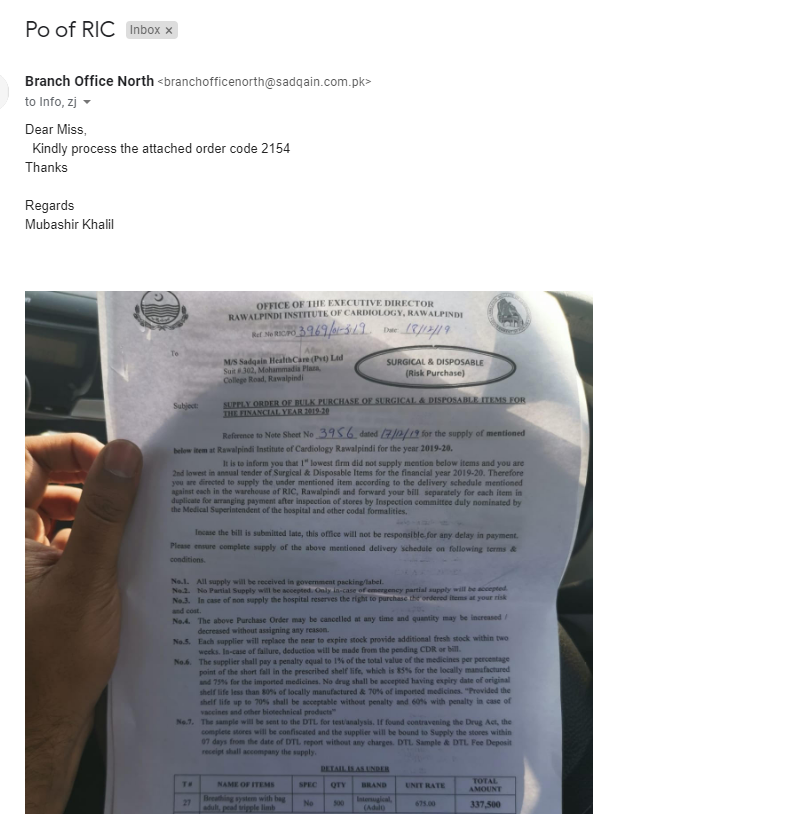 Po of RIC Inbox x
Branch Office North <branchofficenorth@sadqain.com.pk>
to Info, zj
Dear Miss,
Kindly process the attached order code 2154
Thanks
Regards
Mubashir Khalil
OFFICE OF THE EXECUTIVE DIRECTOR
RAWALPINDI INSTITUTE OF CARDIOLOGY, RAWALPINDI
Ref .No RIC/PO 3969 Date
To
M/S Sadqain HealthCare (Pvt) Ltd
Suit # 302, Mohammadia Plaza,
College Road, Rawalpindi
SURGICAL & DISPOSABLE
(Risk Purchase)
Subject: SUPPLY ORDER OF BULK PURCHASE OF SURGICAL & DISPOSABLE ITEMS FOR
THE FINANCIAL YEAR 2019-20
Reference to Note Sheet No 3956 dated 17/12/19 for the supply of mentioned
below item at Rawalpindi Institute of Cardiology Rawalpindi for the year 2019-20.
It is to inform you that 1st lowest firm did not supply mention below items and you are
2nd lowest in annual tender of Surgical & Disposable Items for the financial year 2019-20. Therefore
you are directed to supply the under mentioned item according to the delivery schedule mentioned
against each in the warehouse of RIC, Rawalpindi and forward your bill separately for each item in
duplicate for arranging payment after inspection of stores by Inspection committee duly nominated by
the Medical Superintendent of the hospital and other codal formalities.
Incase the bill is submitted late, this office will not be responsible for any delay in payment.
Please ensure complete supply of the above mentioned delivery schedule on following terms &
conditions.
No.1. All supply will be received in government packing/label.
No.2. No Partial Supply will be accepted. Only in-case of emergency partial supply will be accepted.
No.3. In case of non supply the hospital reserves the right to purchase the ordered items at your risk
and cost.
No.4. The above Purchase Order may be cancelled at any time and quantity may be increased /
decreased without assigning any reason.
No.5. Each supplier will replace the near to expire stock provide additional fresh stock within two
weeks. In-case of failure, deduction will be made from the pending CDR or bill.
No.6. The supplier shall pay a penalty equal to 1% of the total value of the medicines per percentage
point of the short fall in the prescribed shelf life, which is 85% for the locally manufactured
and 75% for the imported medicines. No drug shall be accepted having expiry date of original
shelf life less than 80% of locally manufactured & 70% of imported medicines. "Provided the
shelf life up to 70% shall be acceptable without penalty and 60% with penalty in case of
vaccines and other biotechnical products"
No.7. The sample will be sent to the DTL for test/analysis. If found contravening the Drug Act, the
complete stores will be confiscated and the supplier will be bound to Supply the stores within
07 days from the date of DTL report without any charges. DTL Sample & DTL Fee Deposit
receipt shall accompany the supply.
DETAIL IS AS UNDER
T# NAME OF ITEMS SPEC QTY BRAND UNIT RATE TOTAL AMOUNT
27 Breathing system with bag adult, pead tripple limb No 500 (Adult) 675.00 337,500